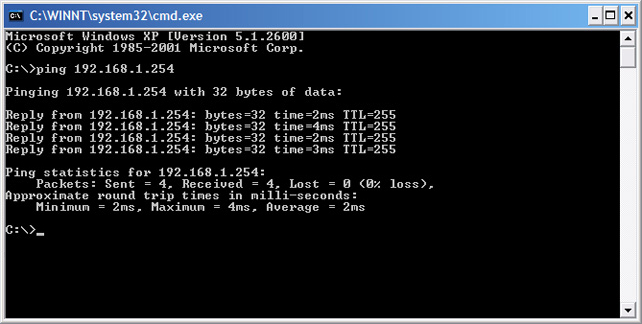 C:\WINNT\system32\cmd.exe
Microsoft Windows XP [Version 5.1.2600]
(C) Copyright 1985-2001 Microsoft Corp.
C:\>ping 192.168.1.254
Pinging 192.168.1.254 with 32 bytes of data:
Reply from 192.168.1.254: bytes=32 time=2ms TTL=255
Reply from 192.168.1.254: bytes=32 time=4ms TTL=255
Reply from 192.168.1.254: bytes=32 time=2ms TTL=255
Reply from 192.168.1.254: bytes=32 time=3ms TTL=255
Ping statistics for 192.168.1.254:
    Packets: Sent = 4, Received = 4, Lost = 0 (0% loss),
Approximate round trip times in milli-seconds:
    Minimum = 2ms, Maximum = 4ms, Average = 2ms
C:\>_